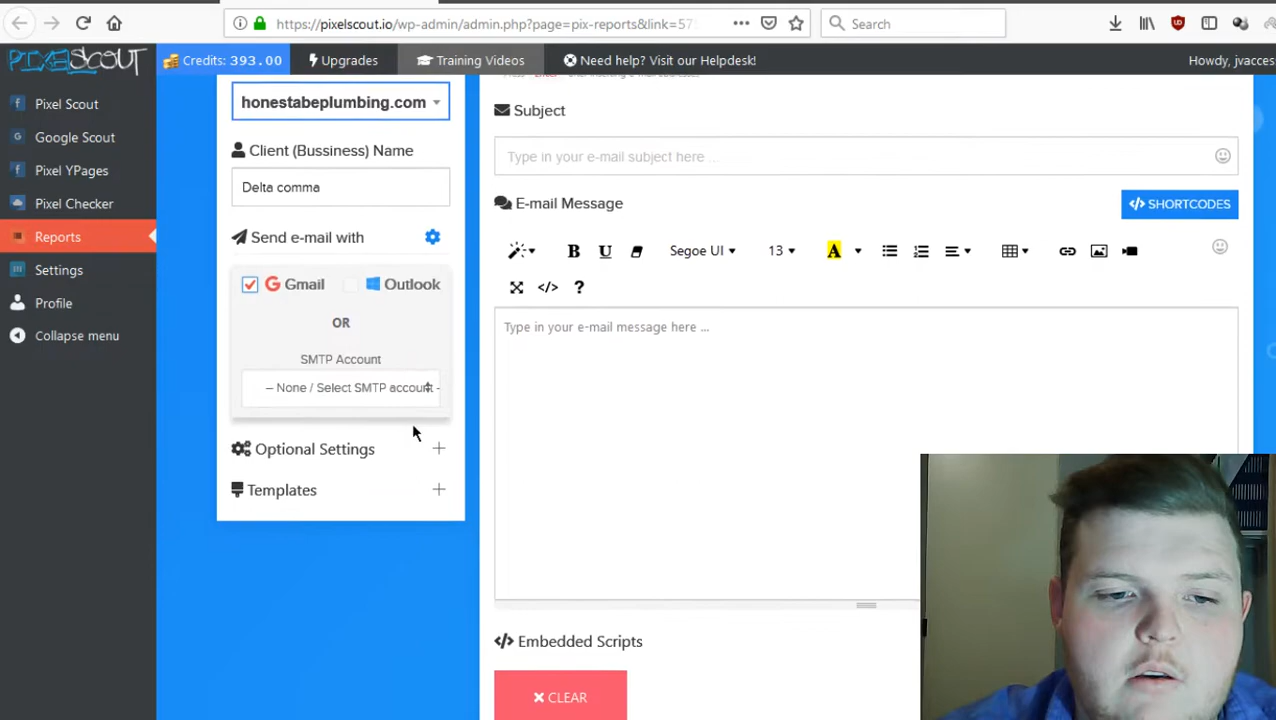 https://pixelscout.io/wp-admin/admin.php?page=pix-reports&link=57
Search
PIXELSCOUT
Credits: 393.00
Upgrades
Training Videos
Need help? Visit our Helpdesk!
Howdy, jvacces
Pixel Scout
Google Scout
Pixel YPages
Pixel Checker
Reports
Settings
Profile
Collapse menu
honestabeplumbing.com
Client (Bussiness) Name
Delta comma
Send e-mail with
Gmail
Outlook
OR
SMTP Account
– None / Select SMTP account -
Optional Settings
Templates
Subject
Type in your e-mail subject here ...
E-mail Message
</> SHORTCODES
B U Segoe UI 13 A
</> ?
Type in your e-mail message here ...
</> Embedded Scripts
CLEAR